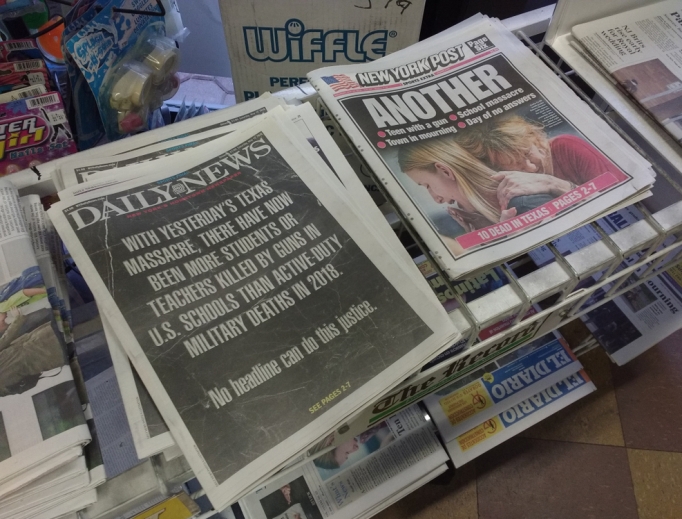 WiFFLE®
PERF
DAILY NEWS
WITH YESTERDAY'S TEXAS
MASSACRE, THERE HAVE NOW
BEEN MORE STUDENTS OR
TEACHERS KILLED BY GUNS IN
U.S. SCHOOLS THAN ACTIVE-DUTY
MILITARY DEATHS IN 2018.
No headline can do this justice.
SEE PAGES 2-7
NEW YORK POST
ANOTHER
• Teen with a gun • School massacre
• Town in mourning • Day of no answers
10 DEAD IN TEXAS PAGES 2-7
The Record
EL DIARIO
EL DIARIO